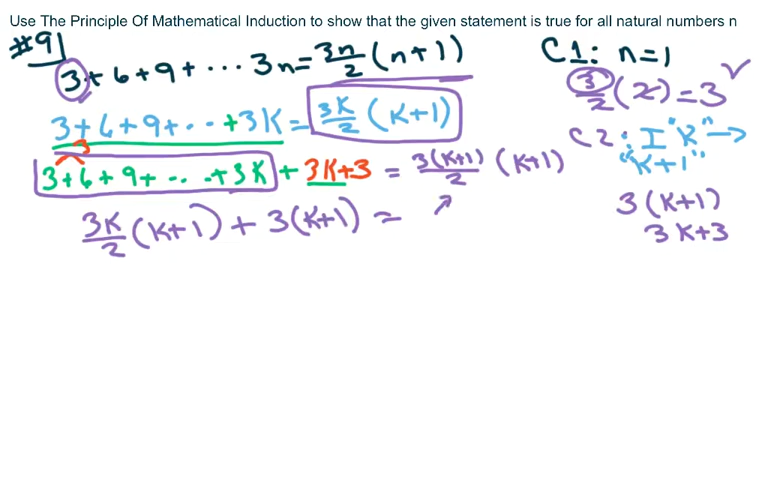 Use The Principle Of Mathematical Induction to show that the given statement is true for all natural numbers n
#91
3 + 6 + 9 + ... 3n = 3n/2 (n+1)
C1: n=1
3/2 (2) = 3 ✓
3 + 6 + 9 + ... + 3K = 3K/2 (K+1)
C2: I "K" →
"K+1"
3 + 6 + 9 + ... + 3K + 3K+3 = 3(K+1)/2 (K+1)
3(K+1)
3K+3
3K/2 (K+1) + 3(K+1) =